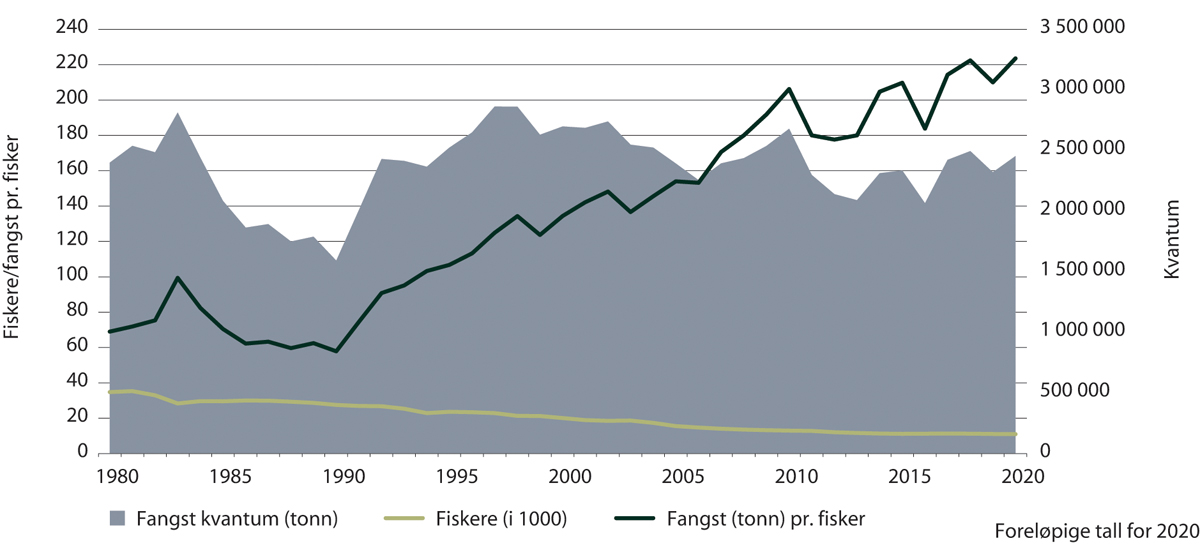 240
220
200
180
160
140
120
100
80
60
40
20
0
Fiskere/fangst pr. fisker
3 500 000
3 000 000
2 500 000
2 000 000
1 500 000
1 000 000
500 000
0
Kvantum
1980 1985 1990 1995 2000 2005 2010 2015 2020
Fangst kvantum (tonn) Fiskere (i 1000) Fangst (tonn) pr. fisker
Foreløpige tall for 2020